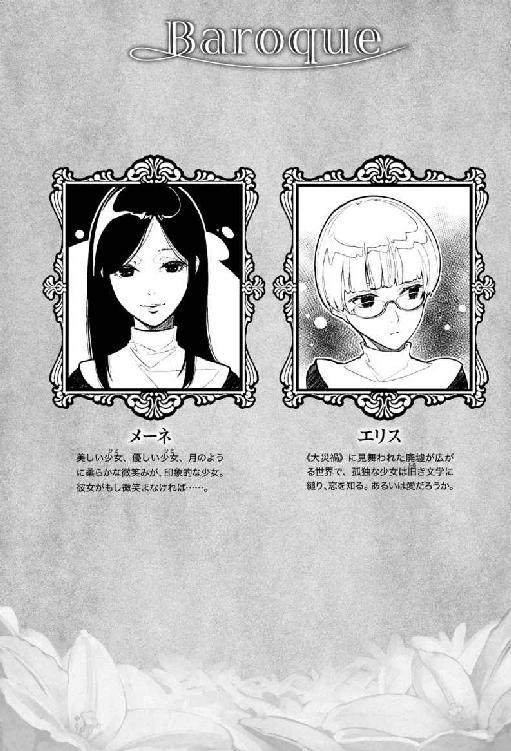 Baroque
メーネ
美しい少女、優しい少女、月のよう
に柔らかな微笑みが、印象的な少女。
彼女がもし微笑まなければ……。
エリス
《大災禍》に見舞われた廃墟が広が
る世界で、孤独な少女は旧き文学に
縋り、恋を知る。あるいは愛だろうか。